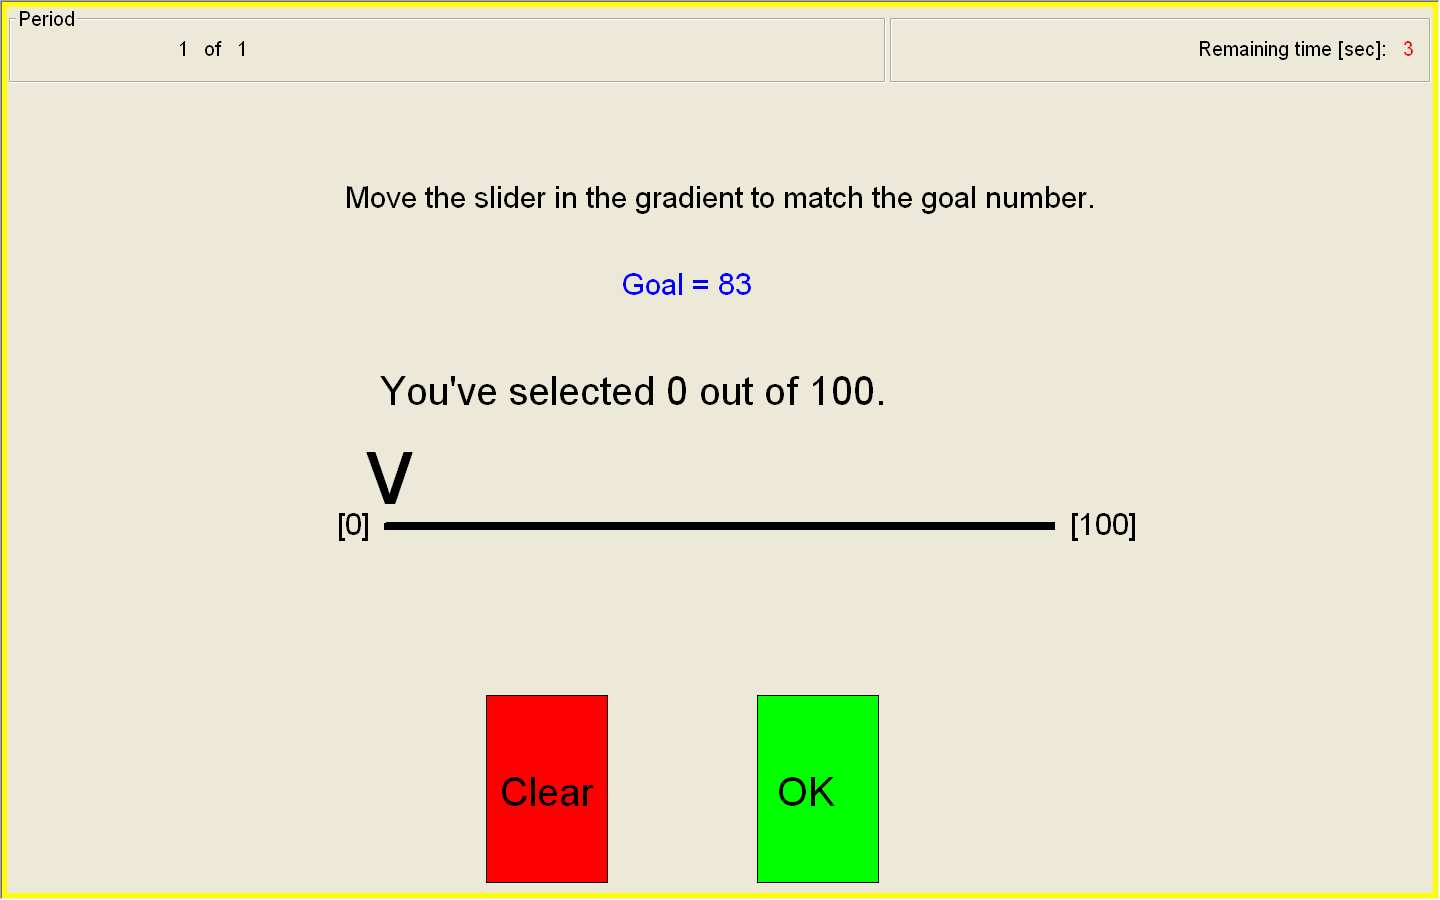 Period
1 of 1
Remaining time [sec]: 3
Move the slider in the gradient to match the goal number.
Goal = 83
You've selected 0 out of 100.
V
[0]
[100]
Clear
OK